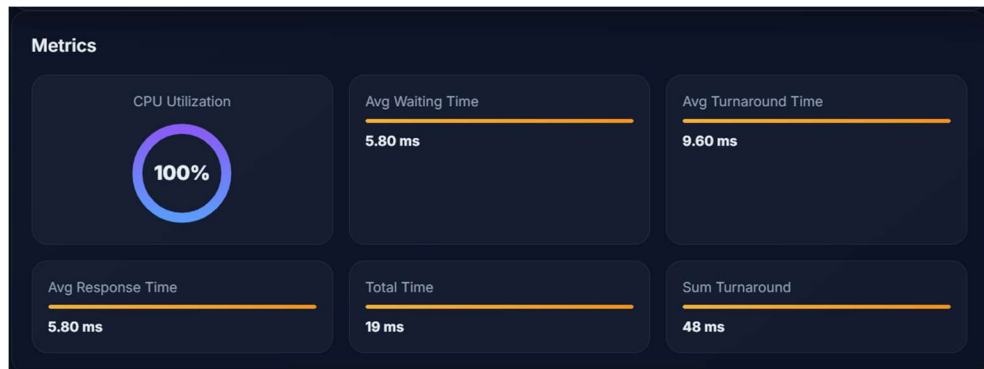 Metrics
CPU Utilization
100%
Avg Waiting Time
5.80 ms
Avg Turnaround Time
9.60 ms
Avg Response Time
5.80 ms
Total Time
19 ms
Sum Turnaround
48 ms